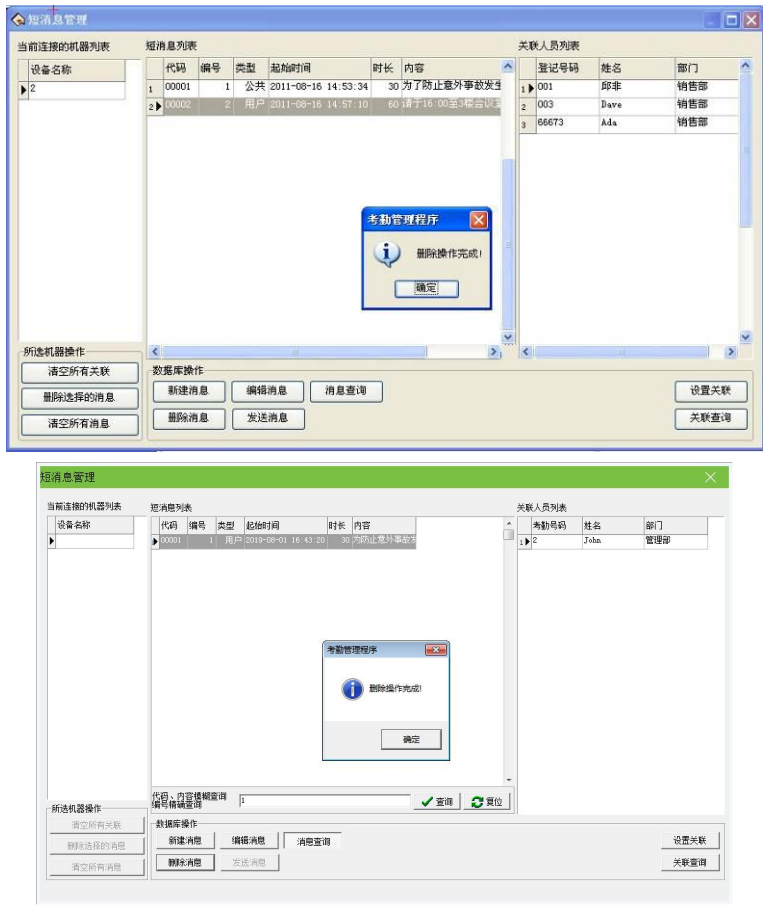 短消息管理
当前连接的机器列表
设备名称
2
短消息列表
代码 编号 类型 起始时间 时长 内容
1 00001 1 公共 2011-08-16 14:53:34 30 为了防止意外事故发生
2 00002 2 用户 2011-08-16 14:57:10 60 请于16:00至3楼会议室
关联人员列表
登记号码 姓名 部门
1 001 邱非 销售部
2 003 Dave 销售部
3 66673 Ada 销售部
考勤管理程序
删除操作完成!
确定
所选机器操作
清空所有关联
删除选择的消息
清空所有消息
数据库操作
新建消息 编辑消息 消息查询
删除消息 发送消息
设置关联
关联查询
短消息管理
当前连接的机器列表
设备名称
短消息列表
代码 编号 类型 起始时间 时长 内容
00001 1 用户 2019-08-01 16:43:20 30 为防止意外事故发
关联人员列表
考勤号码 姓名 部门
1 2 John 管理部
考勤管理程序
删除操作完成!
确定
代码、内容模糊查询
编号精确查询
1
查询 复位
所选机器操作
清空所有关联
删除选择的消息
清空所有消息
数据库操作
新建消息 编辑消息 消息查询
删除消息 发送消息
设置关联
关联查询